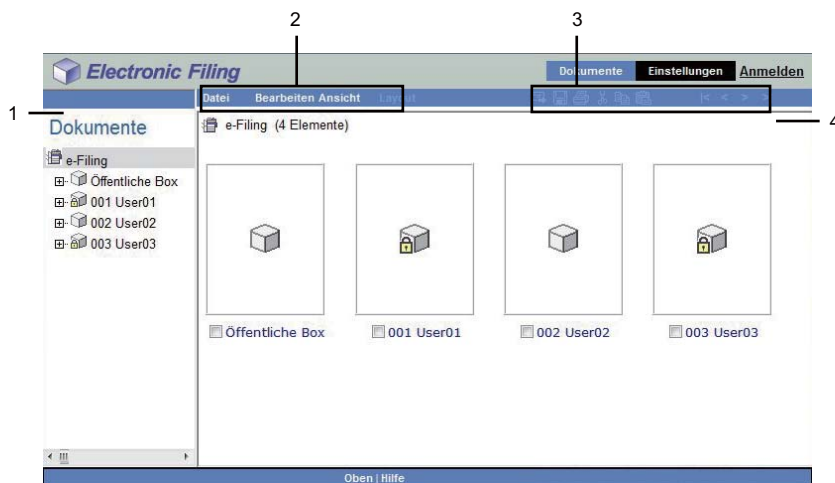 2 3
Electronic Filing
Dokumente Einstellungen Anmelden
Datei Bearbeiten Ansicht Layout
1
4
Dokumente
e-Filing (4 Elemente)
e-Filing
Öffentliche Box
001 User01
002 User02
003 User03
Öffentliche Box 001 User01 002 User02 003 User03
Oben | Hilfe